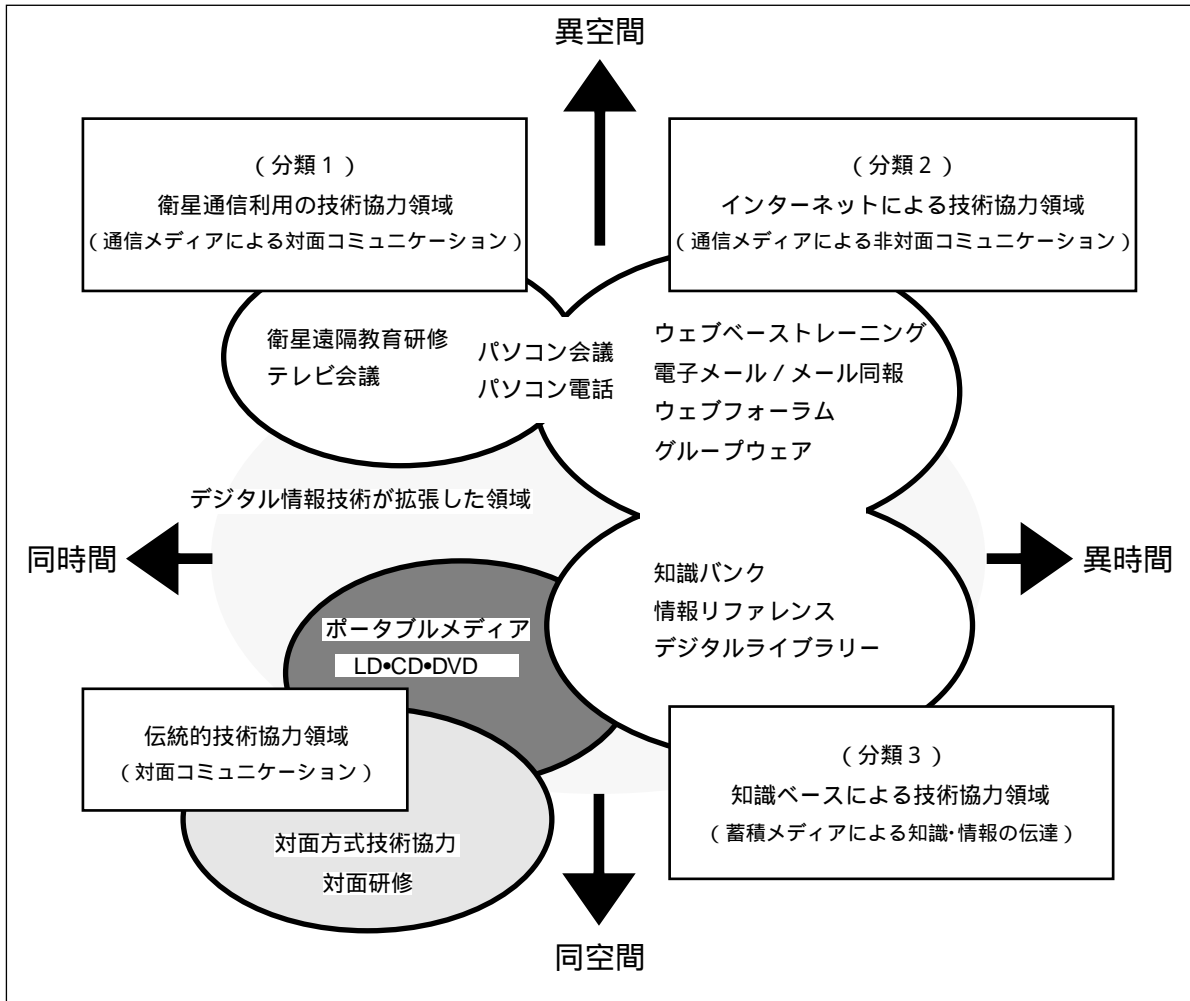 異空間
（分類１）
衛星通信利用の技術協力領域
（通信メディアによる対面コミュニケーション）
（分類２）
インターネットによる技術協力領域
（通信メディアによる非対面コミュニケーション）
衛星遠隔教育研修
テレビ会議
パソコン会議
パソコン電話
ウェブベーストレーニング
電子メール / メール同報
ウェブフォーラム
グループウェア
デジタル情報技術が拡張した領域
同時間
異時間
知識バンク
情報リファレンス
デジタルライブラリー
ポータブルメディア
LD•CD•DVD
伝統的技術協力領域
（対面コミュニケーション）
対面方式技術協力
対面研修
（分類３）
知識ベースによる技術協力領域
（蓄積メディアによる知識･情報の伝達）
同空間